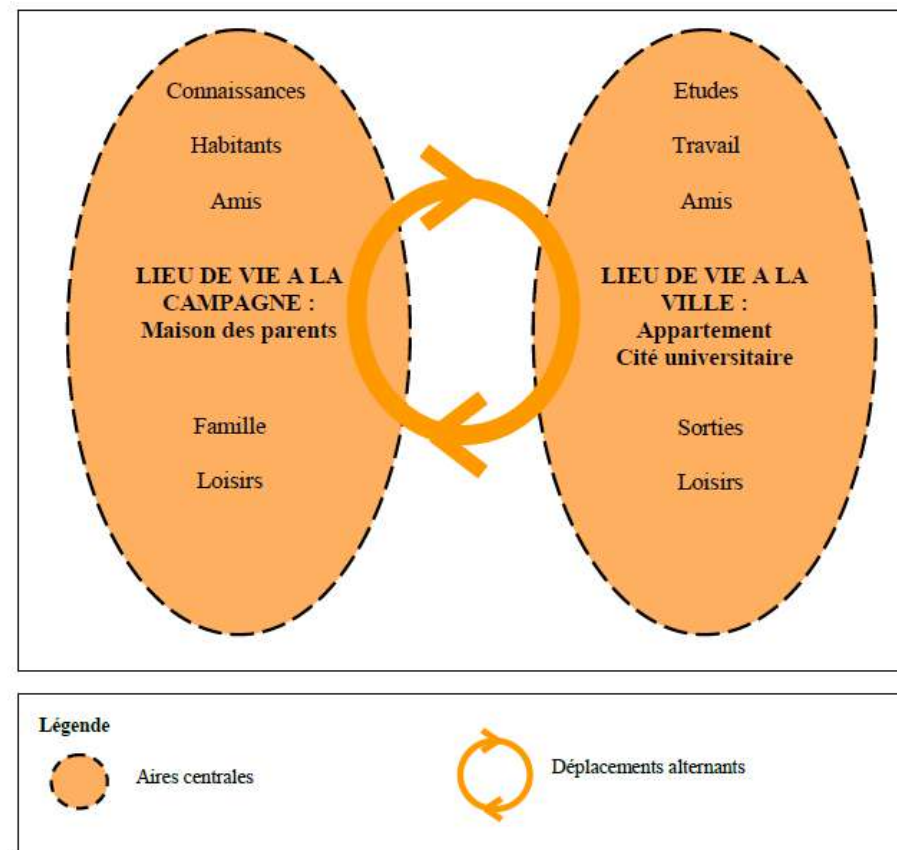 Connaissances
Habitants
Amis
LIEU DE VIE A LA
CAMPAGNE :
Maison des parents
Famille
Loisirs
Etudes
Travail
Amis
LIEU DE VIE A LA
VILLE :
Appartement
Cité universitaire
Sorties
Loisirs
Légende
Aires centrales
Déplacements alternants